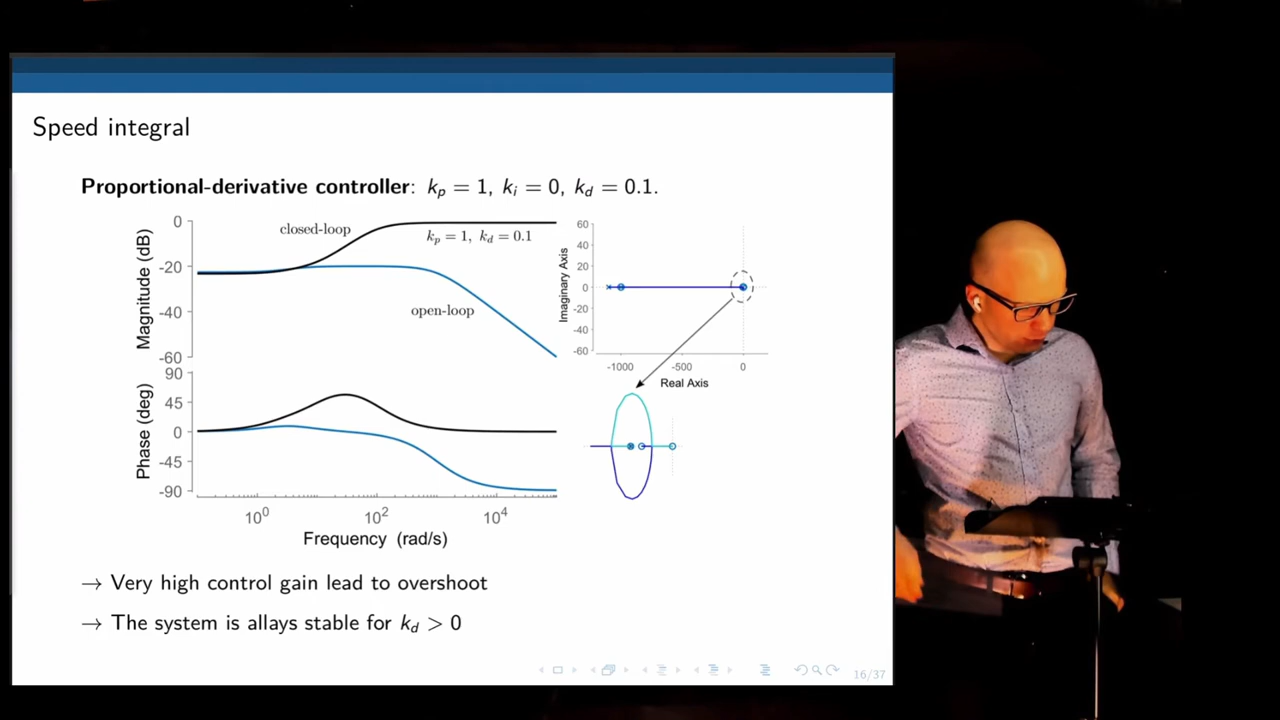 Speed integral
Proportional-derivative controller: kp = 1, ki = 0, kd = 0.1.
0
-20
-40
-60
Magnitude (dB)
closed-loop
kp = 1, kd = 0.1
open-loop
90
45
0
-45
-90
Phase (deg)
10^0
10^2
10^4
Frequency (rad/s)
60
40
20
0
-20
-40
-60
Imaginary Axis
-1000
-500
0
Real Axis
→ Very high control gain lead to overshoot
→ The system is allays stable for kd > 0
16/37